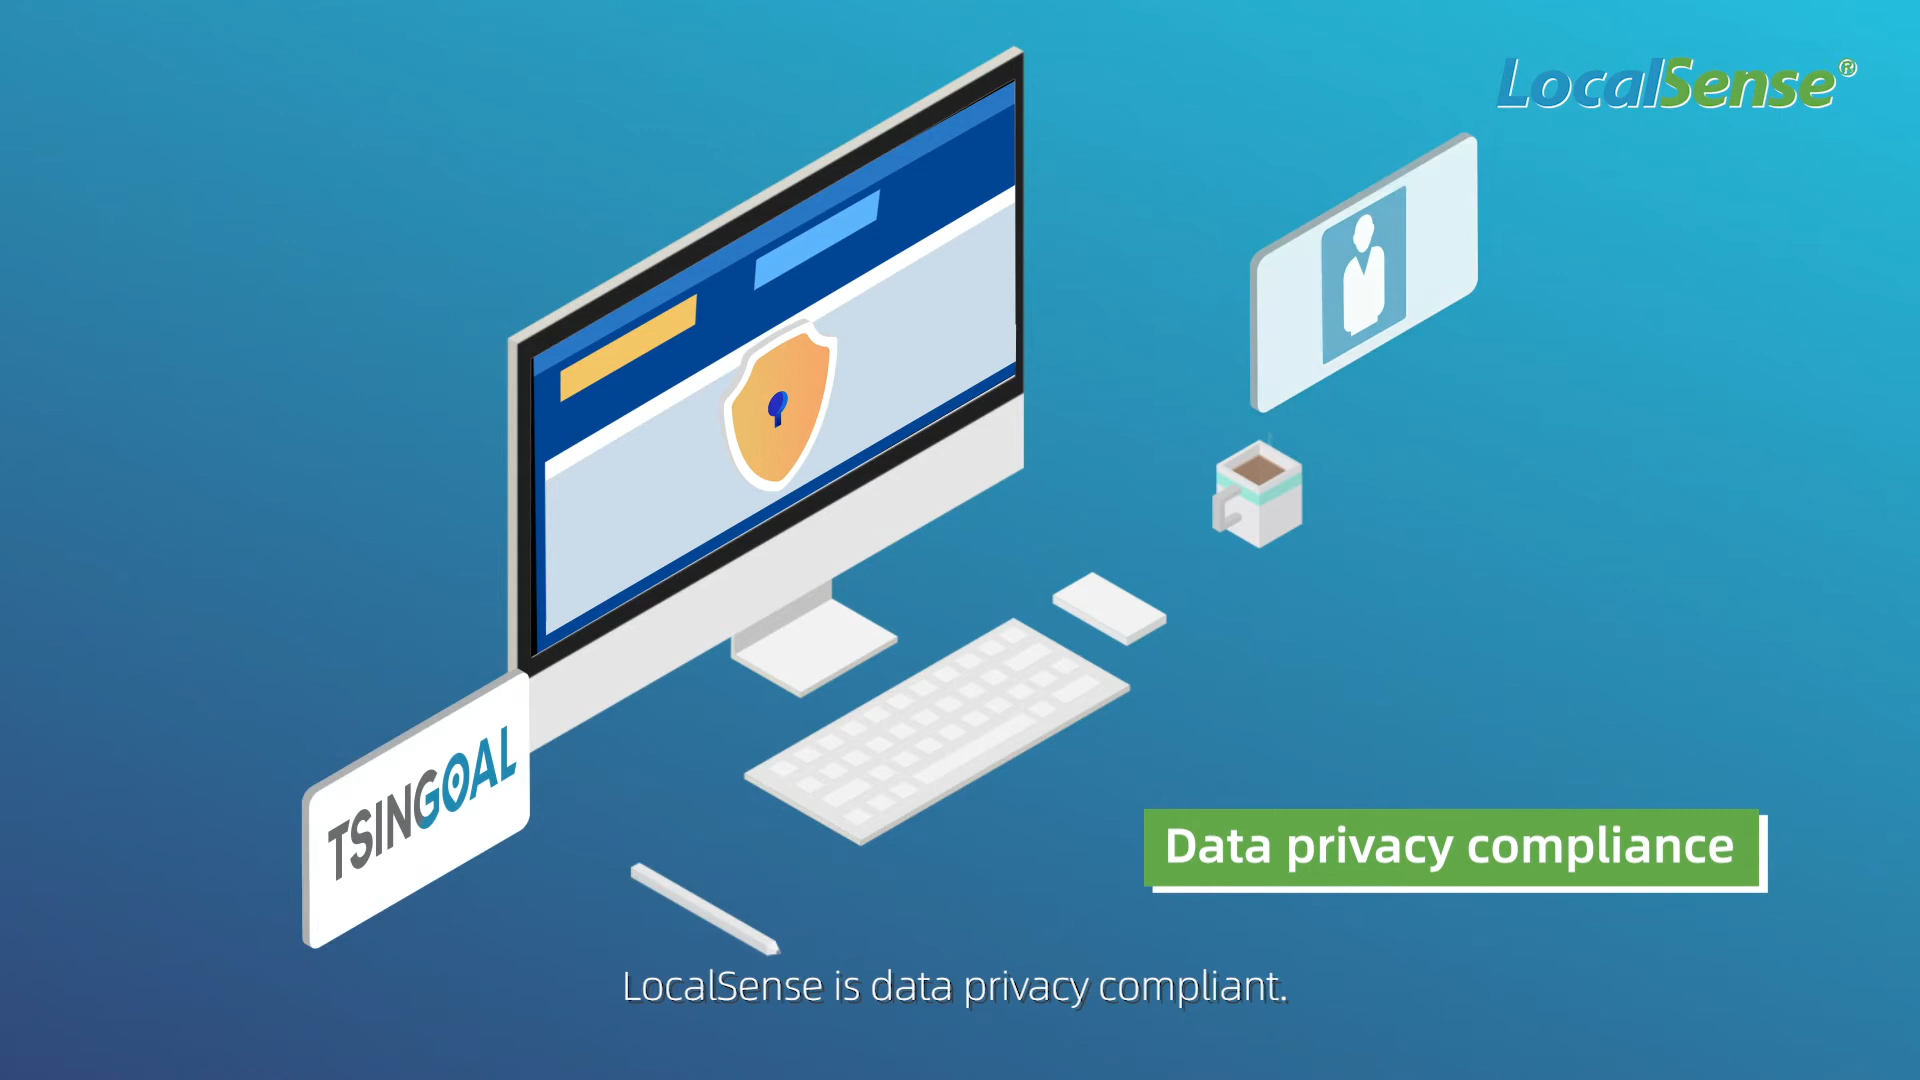 LocalSense®
TSINGOAL
Data privacy compliance
LocalSense is data privacy compliant.